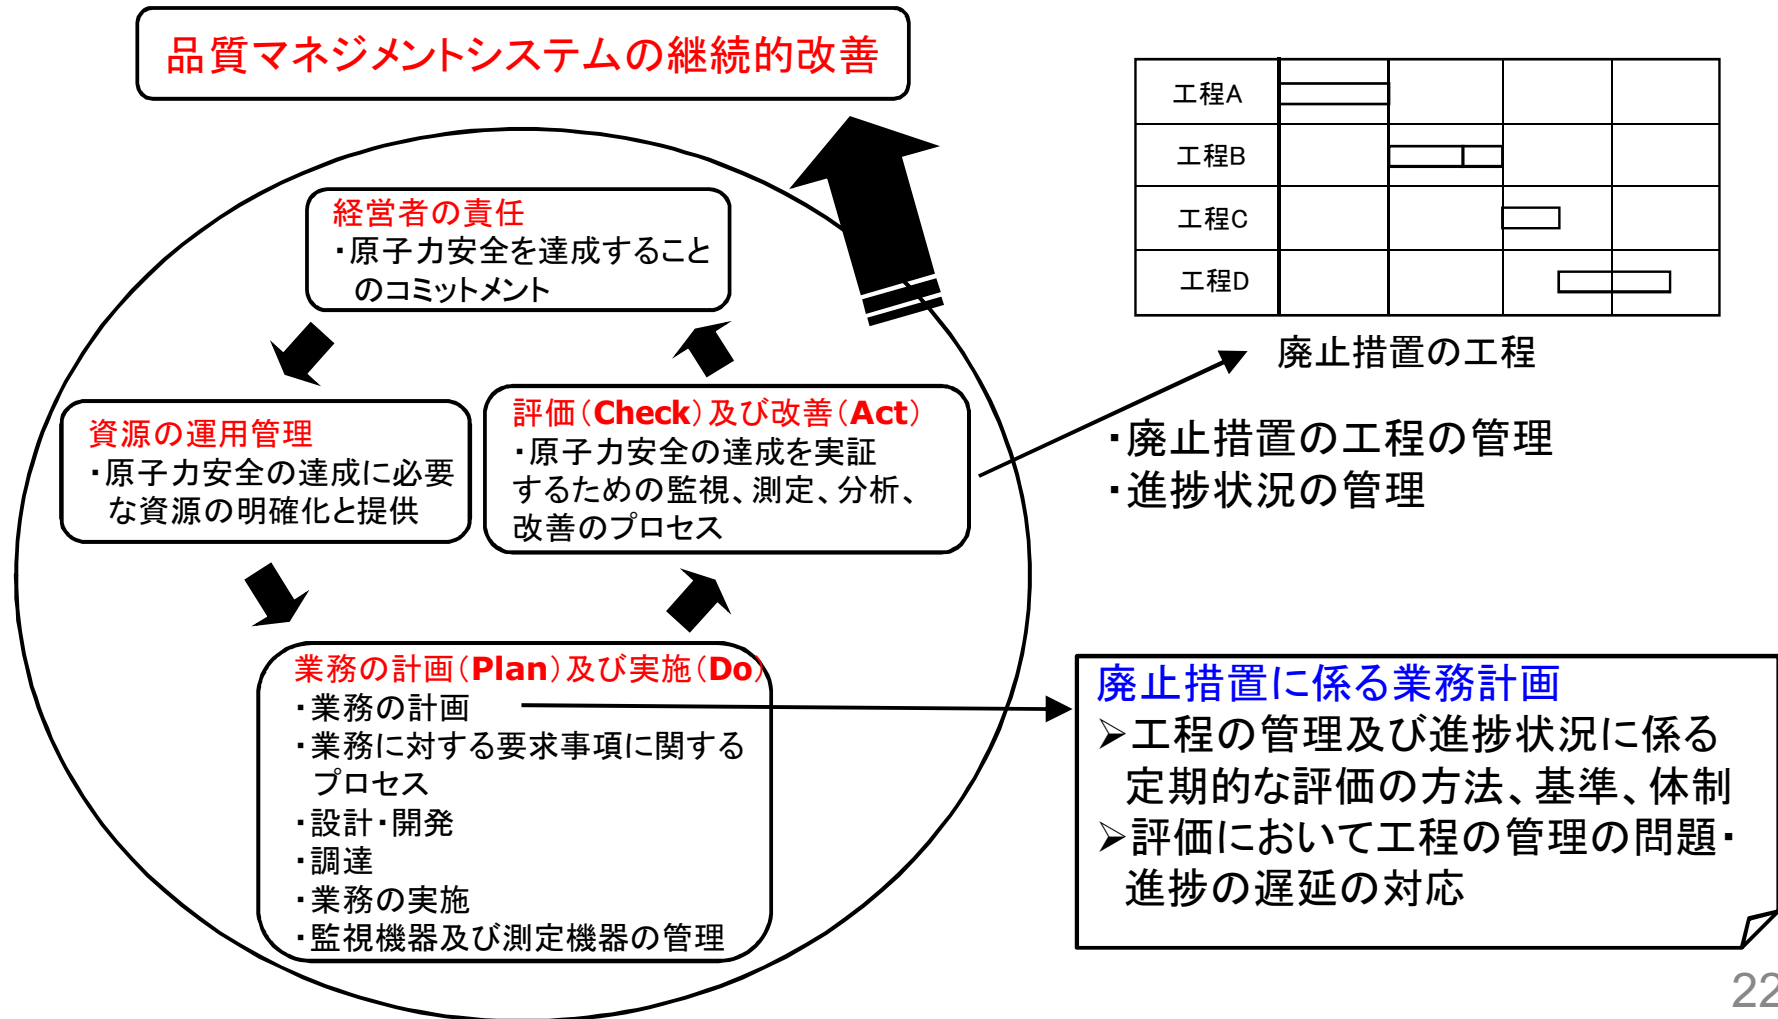 品質マネジメントシステムの継続的改善
経営者の責任
・原子力安全を達成すること
のコミットメント
資源の運用管理
・原子力安全の達成に必要
な資源の明確化と提供
評価(Check)及び改善(Act)
・原子力安全の達成を実証
するための監視、測定、分析、
改善のプロセス
業務の計画(Plan)及び実施(Do)
・業務の計画
・業務に対する要求事項に関する
プロセス
・設計・開発
・調達
・業務の実施
・監視機器及び測定機器の管理
工程A
工程B
工程C
工程D
廃止措置の工程
・廃止措置の工程の管理
・進捗状況の管理
廃止措置に係る業務計画
➢工程の管理及び進捗状況に係る
定期的な評価の方法、基準、体制
➢評価において工程の管理の問題・
進捗の遅延の対応
22